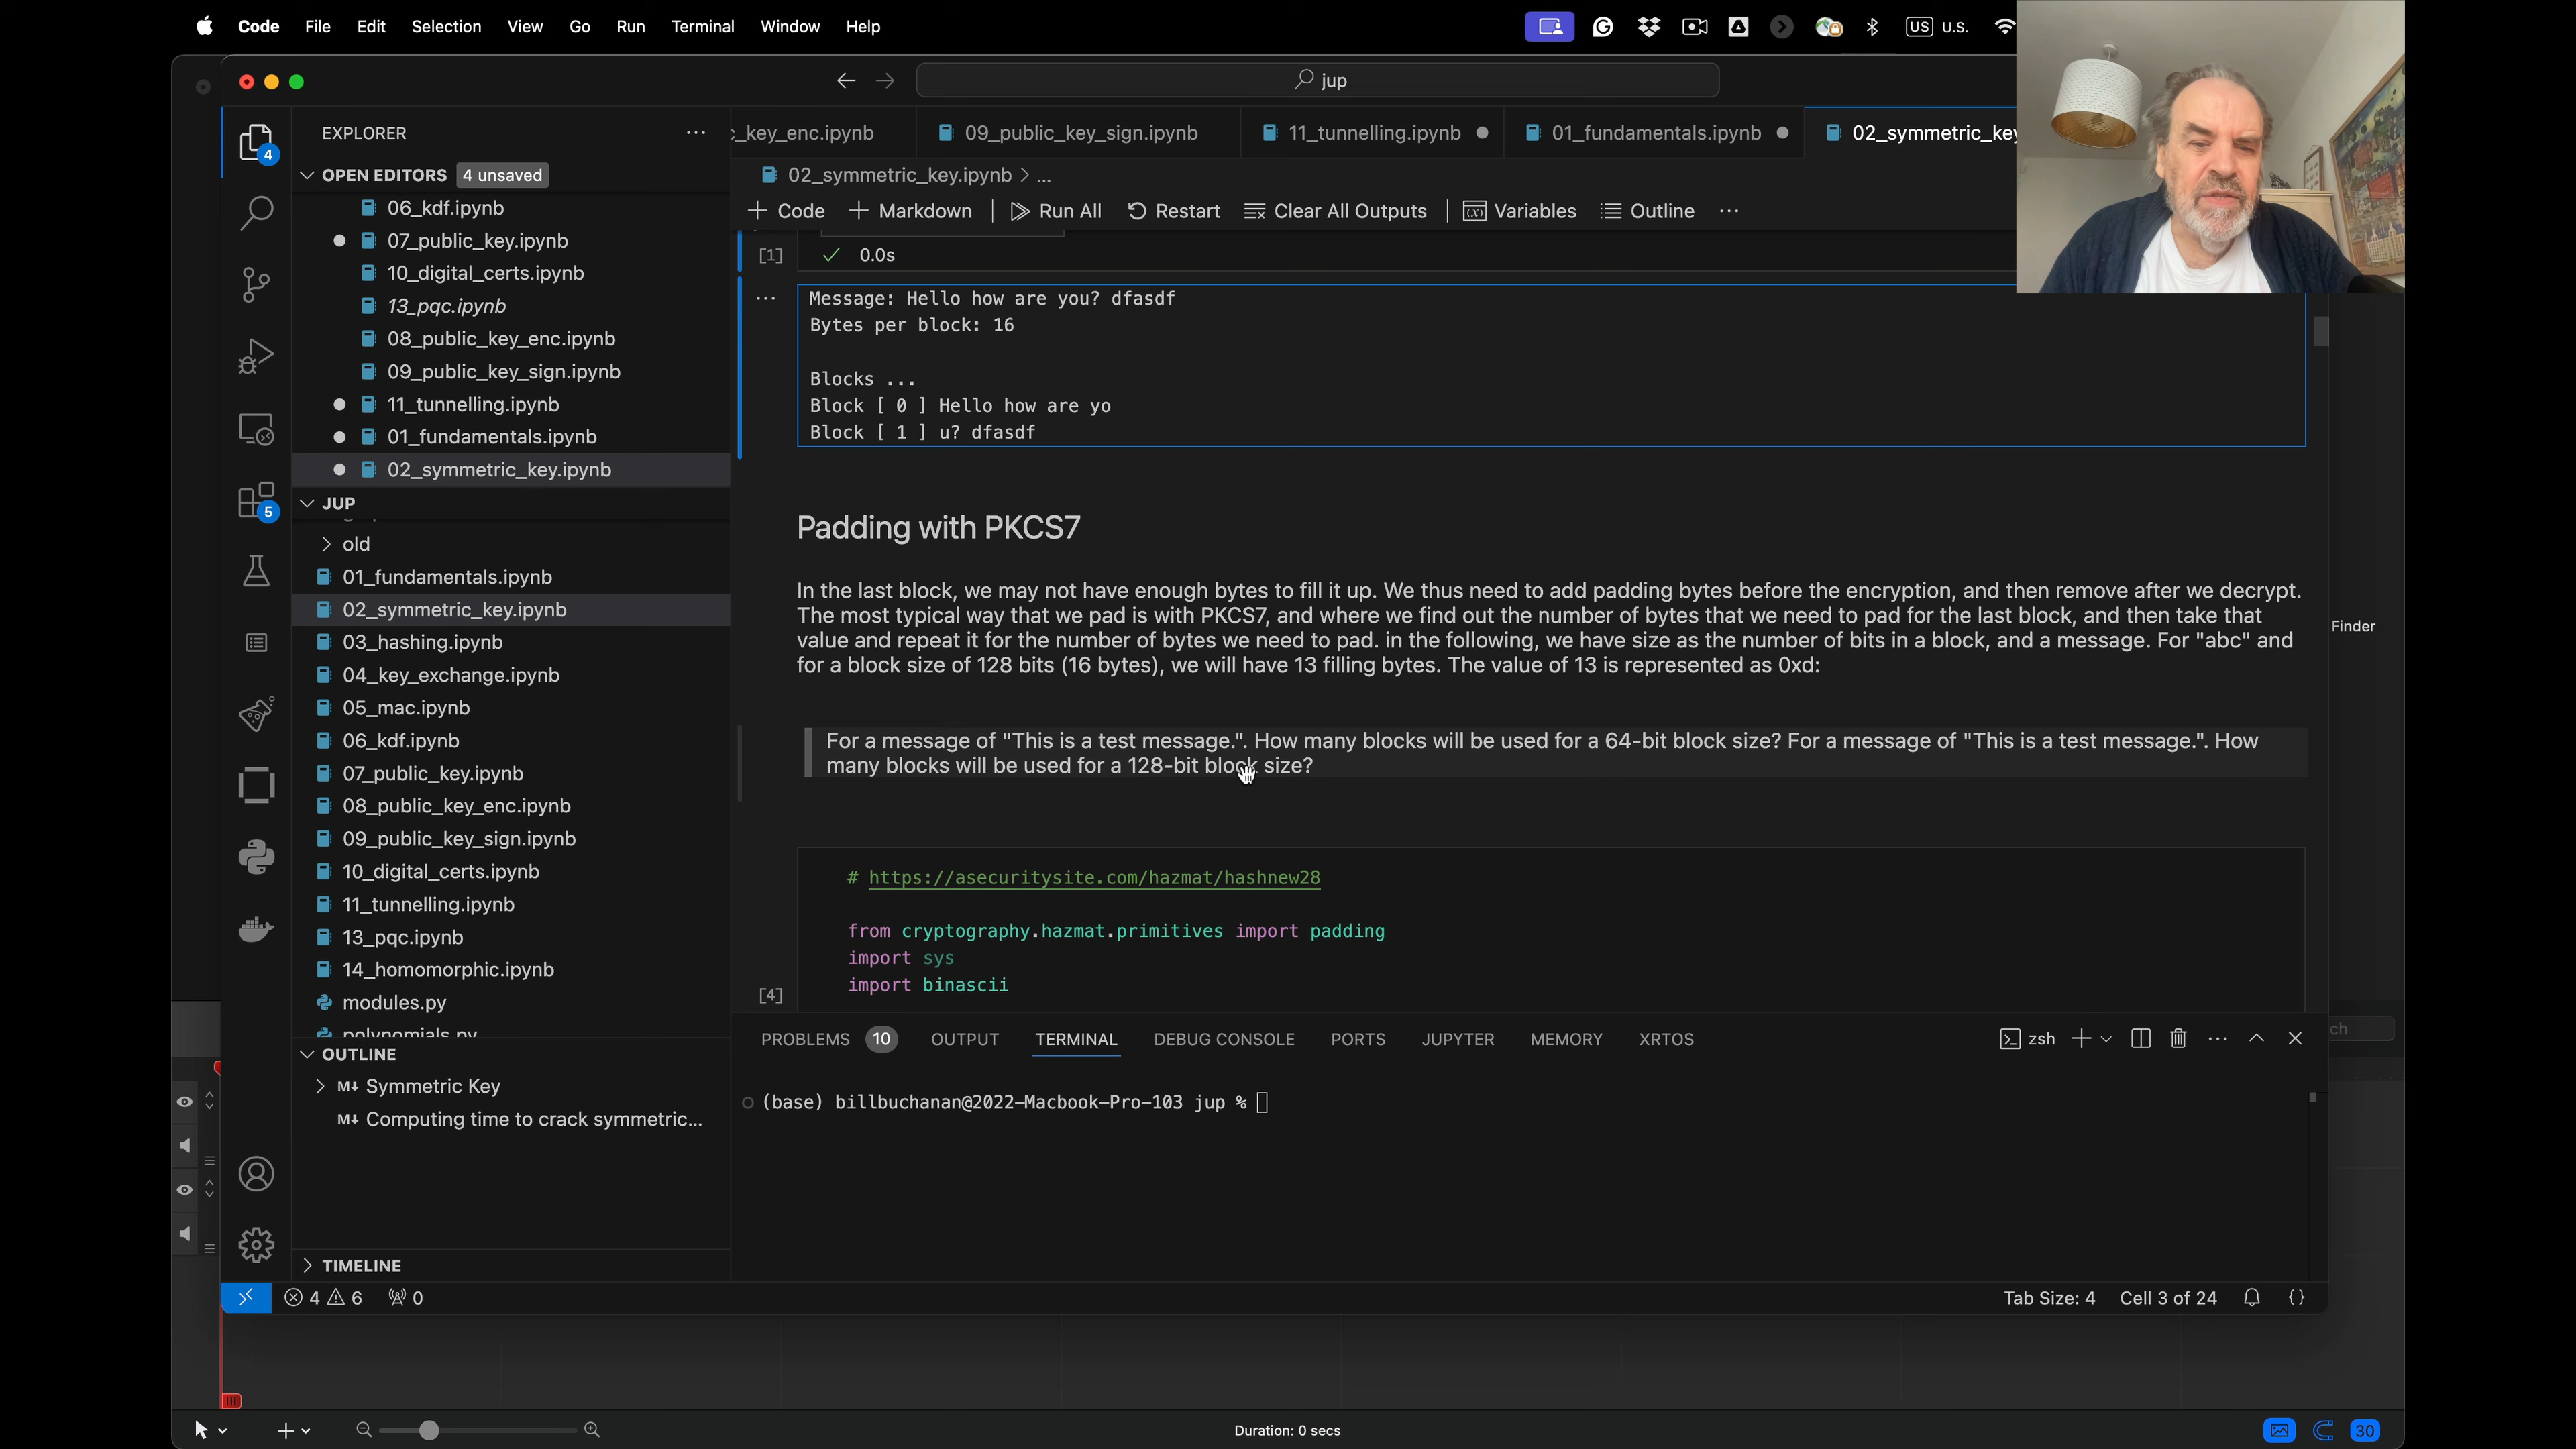 Code File Edit Selection View Go Run Terminal Window Help
US U.S.
jup
EXPLORER
4
OPEN EDITORS 4 unsaved
06_kdf.ipynb
07_public_key.ipynb
10_digital_certs.ipynb
13_pqc.ipynb
08_public_key_enc.ipynb
09_public_key_sign.ipynb
11_tunnelling.ipynb
01_fundamentals.ipynb
02_symmetric_key.ipynb
JUP
5
old
01_fundamentals.ipynb
02_symmetric_key.ipynb
03_hashing.ipynb
04_key_exchange.ipynb
05_mac.ipynb
06_kdf.ipynb
07_public_key.ipynb
08_public_key_enc.ipynb
09_public_key_sign.ipynb
10_digital_certs.ipynb
11_tunnelling.ipynb
13_pqc.ipynb
14_homomorphic.ipynb
modules.py
polynomials.py
OUTLINE
M↓ Symmetric Key
M↓ Computing time to crack symmetric...
TIMELINE
c_key_enc.ipynb 09_public_key_sign.ipynb 11_tunnelling.ipynb 01_fundamentals.ipynb 02_symmetric_key
02_symmetric_key.ipynb > ...
+ Code + Markdown Run All Restart Clear All Outputs (x) Variables Outline ...
[1] ✓ 0.0s
... Message: Hello how are you? dfasdf
Bytes per block: 16
Blocks ...
Block [ 0 ] Hello how are yo
Block [ 1 ] u? dfasdf
Padding with PKCS7
In the last block, we may not have enough bytes to fill it up. We thus need to add padding bytes before the encryption, and then remove after we decrypt.
The most typical way that we pad is with PKCS7, and where we find out the number of bytes that we need to pad for the last block, and then take that
value and repeat it for the number of bytes we need to pad. in the following, we have size as the number of bits in a block, and a message. For "abc" and
for a block size of 128 bits (16 bytes), we will have 13 filling bytes. The value of 13 is represented as 0xd:
For a message of "This is a test message.". How many blocks will be used for a 64-bit block size? For a message of "This is a test message.". How
many blocks will be used for a 128-bit block size?
# https://asecuritysite.com/hazmat/hashnew28
from cryptography.hazmat.primitives import padding
import sys
import binascii
[4]
Finder
ch
PROBLEMS 10 OUTPUT TERMINAL DEBUG CONSOLE PORTS JUPYTER MEMORY XRTOS zsh
(base) billbuchanan@2022-Macbook-Pro-103 jup %
4 6 0 Tab Size: 4 Cell 3 of 24 {}
Duration: 0 secs
30